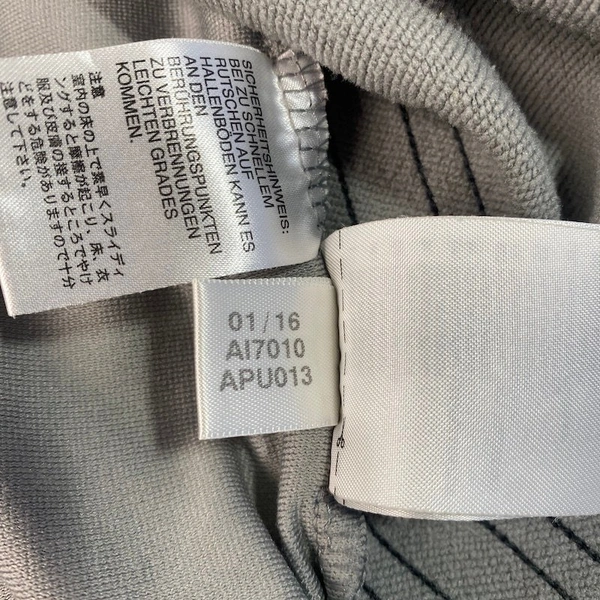 SICHERHEITSHINWEIS:
BEI ZU SCHNELLEM
RUTSCHEN AUF
HALLENBÖDEN KANN ES
AN DEN
BERÜHRUNGSPUNKTEN
ZU VERBRENNUNGEN
LEICHTEN GRADES
KOMMEN.
注意
室内の床の上で素早くスライディ
ングすると摩擦が起こり、床、衣
服及び皮膚の接するところでやけ
どをする危険がありますので十分
注意して下さい。
01/16
AI7010
APU013